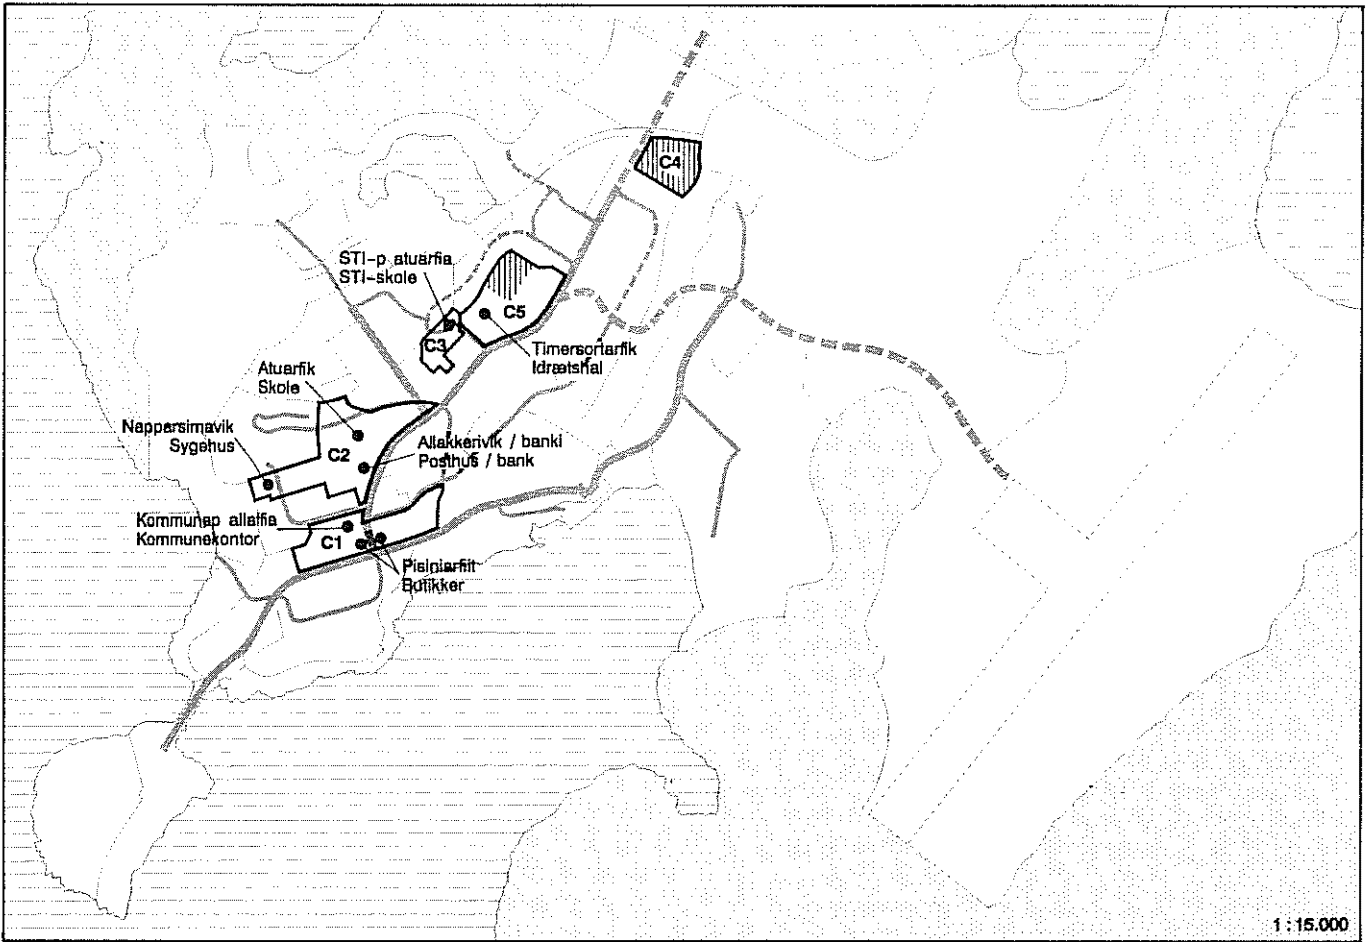 C4
STI-p atuarfia
STI-skole
C5
C3
Timersortarfik
Idrætshal
Atuarfik
Skole
Napparsimavik
Sygehus
C2
Allakkerivik / banki
Posthus / bank
Kommunep allaffia
Kommunekontor
C1
Pisiniarfiit
Butikker
1 : 15.000